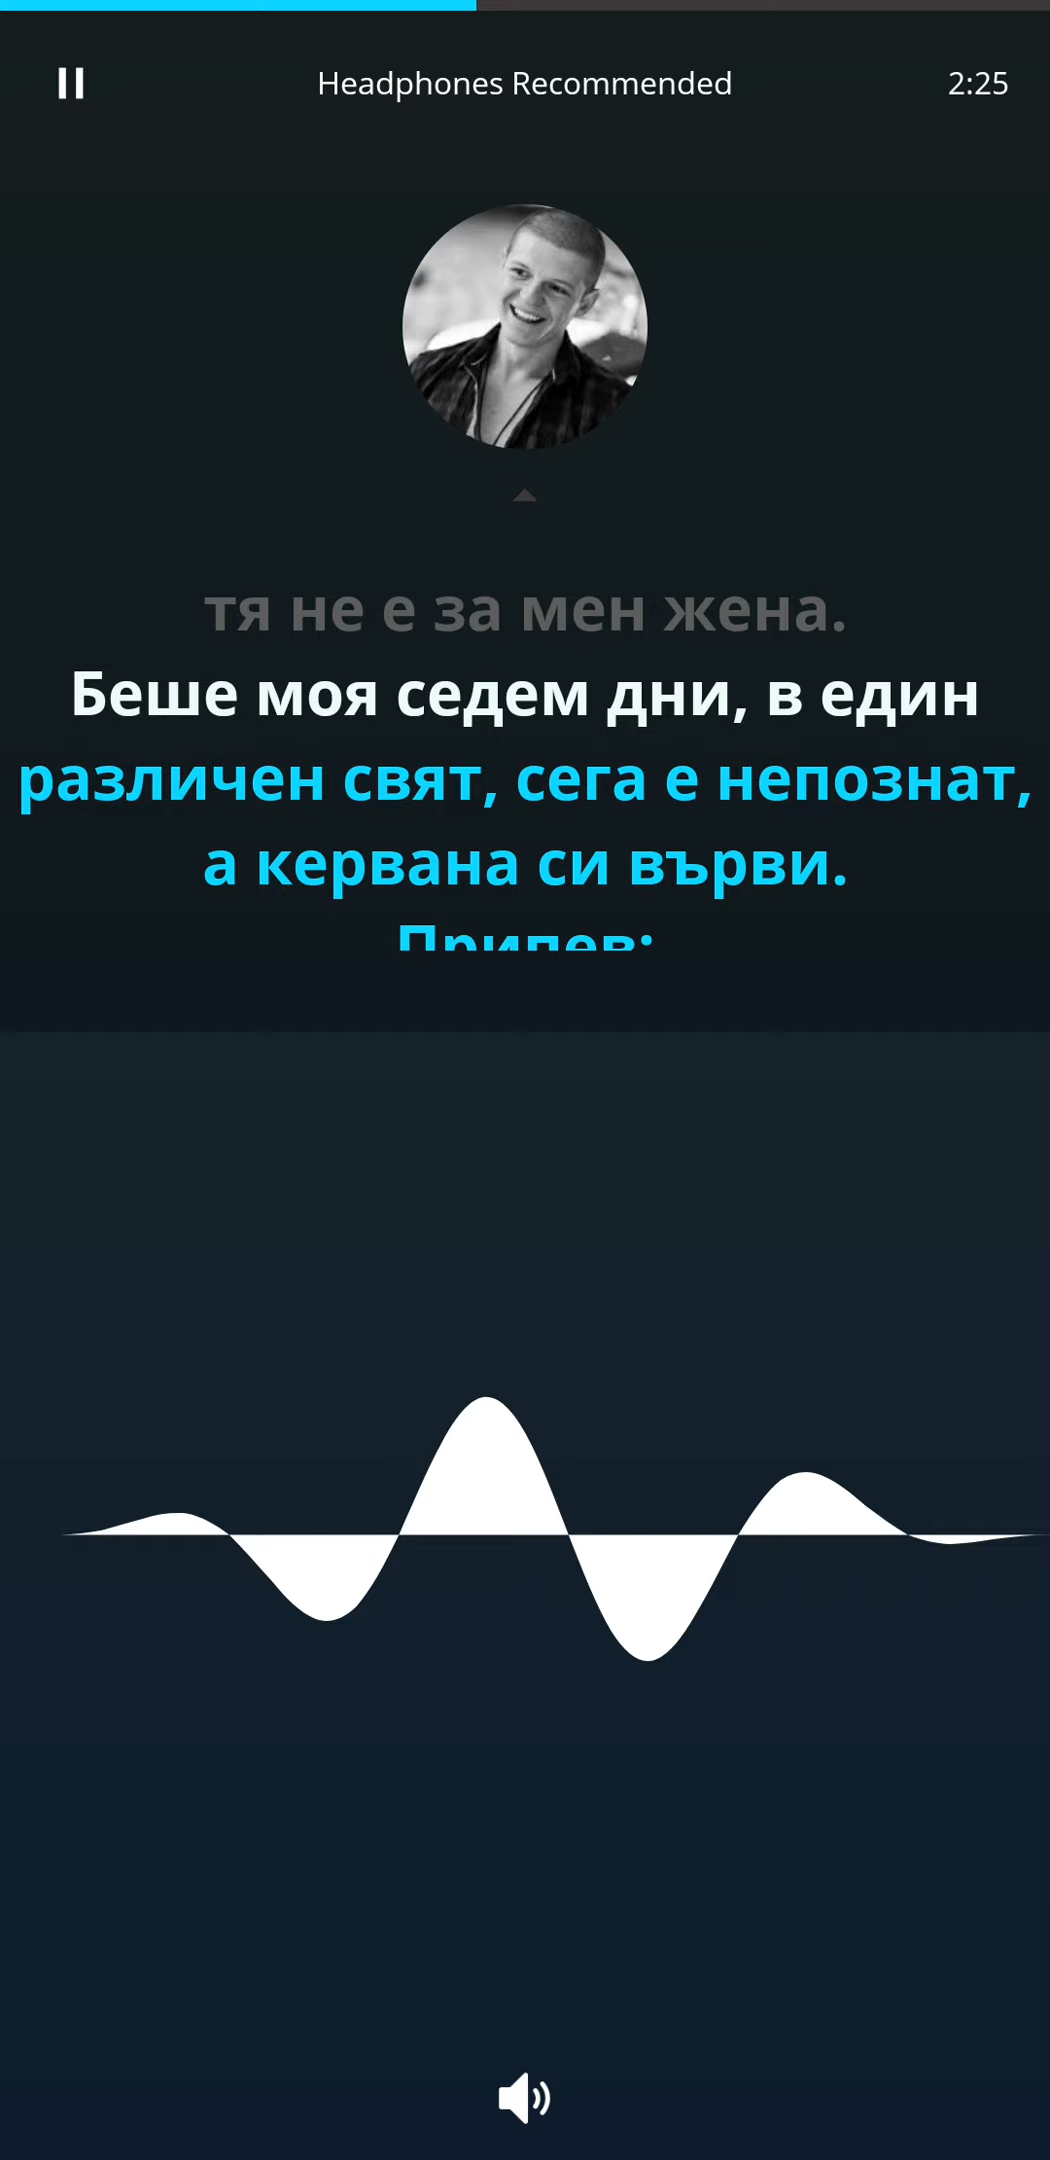 Headphones Recommended
2:25
тя не е за мен жена.
Беше моя седем дни, в един
различен свят, сега е непознат,
а кервана си върви.
Припев: